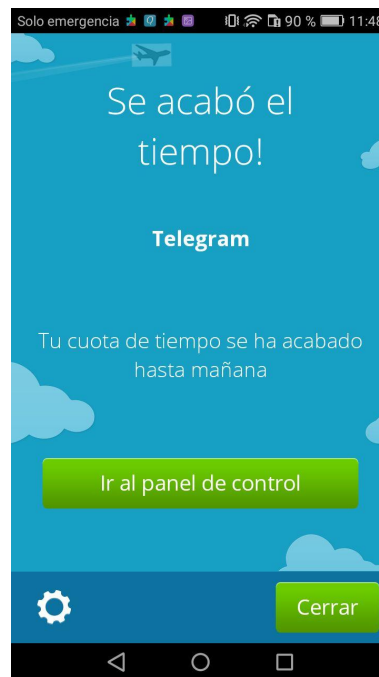 Solo emergencia 90 % 11:48
Se acabó el
tiempo!
Telegram
Tu cuota de tiempo se ha acabado
hasta mañana
Ir al panel de control
Cerrar